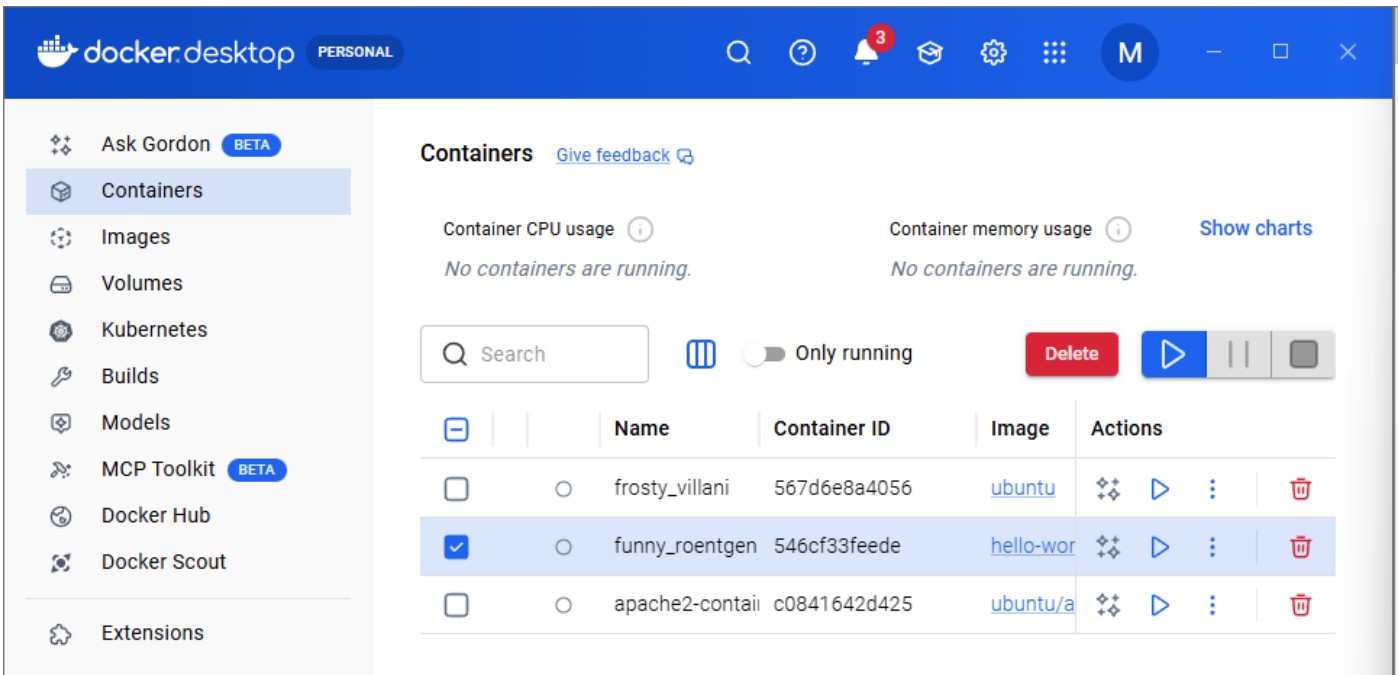 docker.desktop PERSONAL 3 M
Ask Gordon BETA
Containers
Images
Volumes
Kubernetes
Builds
Models
MCP Toolkit BETA
Docker Hub
Docker Scout
Extensions
Containers Give feedback
Container CPU usage Container memory usage Show charts
No containers are running. No containers are running.
Search Only running Delete
Name Container ID Image Actions
frosty_villani 567d6e8a4056 ubuntu
funny_roentgen 546cf33feede hello-wor
apache2-contai c0841642d425 ubuntu/a